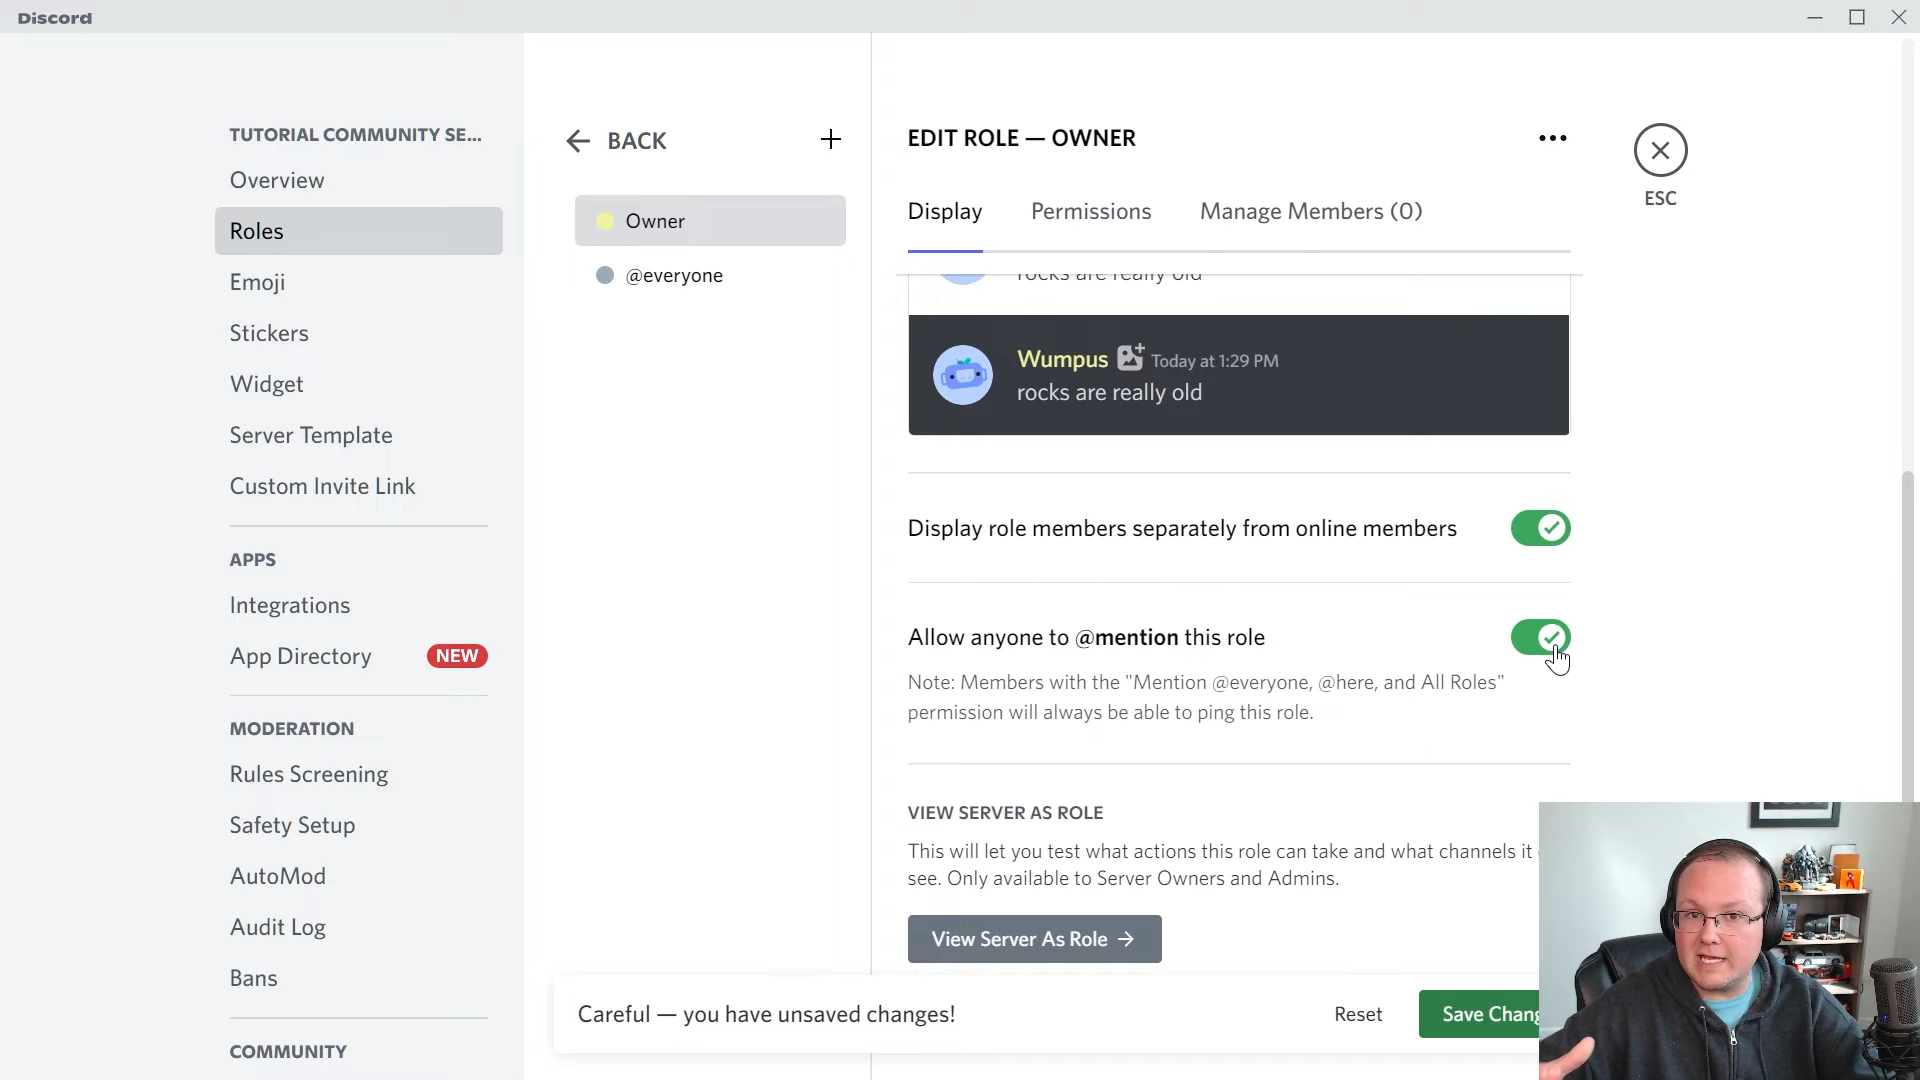 Discord
TUTORIAL COMMUNITY SE...
Overview
Roles
Emoji
Stickers
Widget
Server Template
Custom Invite Link
APPS
Integrations
App Directory
NEW
MODERATION
Rules Screening
Safety Setup
AutoMod
Audit Log
Bans
COMMUNITY
BACK
Owner
@everyone
EDIT ROLE — OWNER
ESC
Display Permissions Manage Members (0)
rocks are really old
Wumpus Today at 1:29 PM
rocks are really old
Display role members separately from online members
Allow anyone to @mention this role
Note: Members with the "Mention @everyone, @here, and All Roles"
permission will always be able to ping this role.
VIEW SERVER AS ROLE
This will let you test what actions this role can take and what channels it
see. Only available to Server Owners and Admins.
View Server As Role
Careful — you have unsaved changes!
Reset
Save Chang